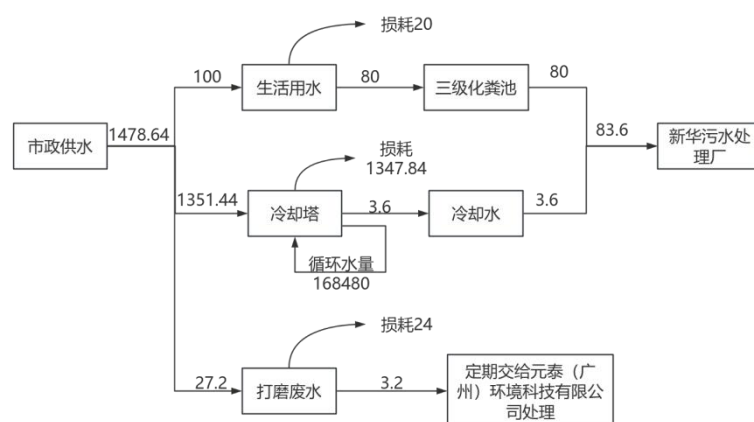 损耗20
100
生活用水
80
三级化粪池
80
市政供水
1478.64
83.6
新华污水处
理厂
损耗
1347.84
1351.44
冷却塔
3.6
冷却水
3.6
循环水量
168480
损耗24
27.2
打磨废水
3.2
定期交给元泰（广
州）环境科技有限公
司处理